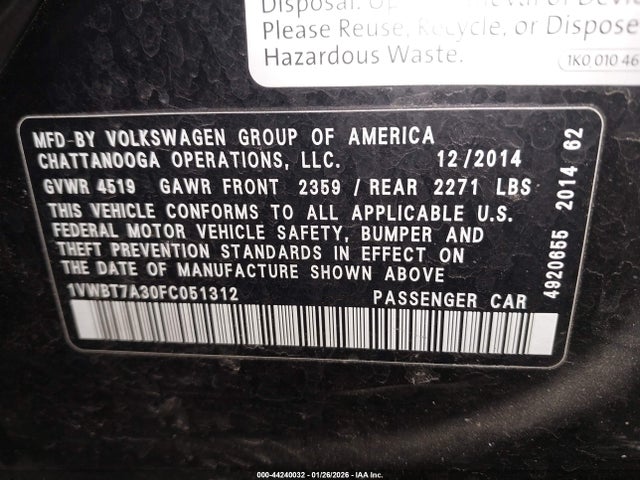 Please Reuse, Recycle, or Dispose
Hazardous Waste.
1K0 010 46
MFD-BY VOLKSWAGEN GROUP OF AMERICA
CHATTANOOGA OPERATIONS, LLC. 12/2014
GVWR 4519 GAWR FRONT 2359 / REAR 2271 LBS
THIS VEHICLE CONFORMS TO ALL APPLICABLE U.S.
FEDERAL MOTOR VEHICLE SAFETY, BUMPER AND
THEFT PREVENTION STANDARDS IN EFFECT ON
THE DATE OF MANUFACTURE SHOWN ABOVE
1VWBT7A30FC051312 PASSENGER CAR
4920655 2014 62
000-44240032 - 01/26/2026 - IAA Inc.